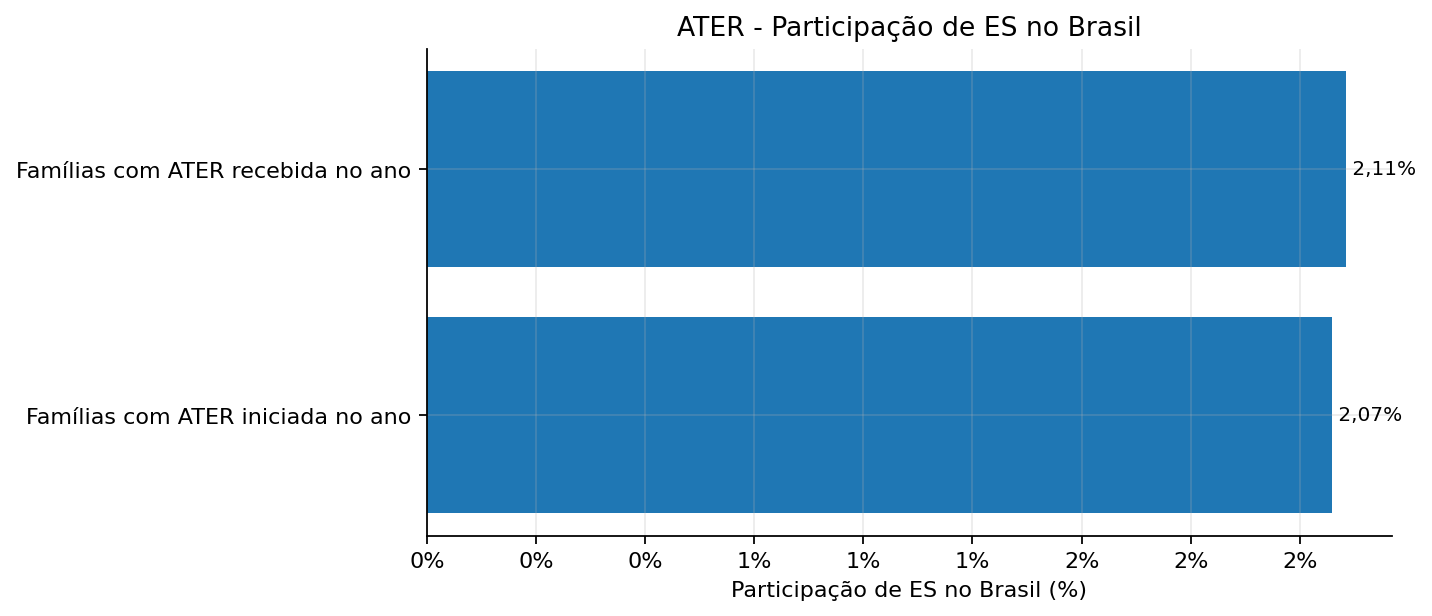 ATER - Participação de ES no Brasil
Famílias com ATER recebida no ano
2,11%
Famílias com ATER iniciada no ano
2,07%
0% 0% 0% 1% 1% 1% 2% 2% 2%
Participação de ES no Brasil (%)